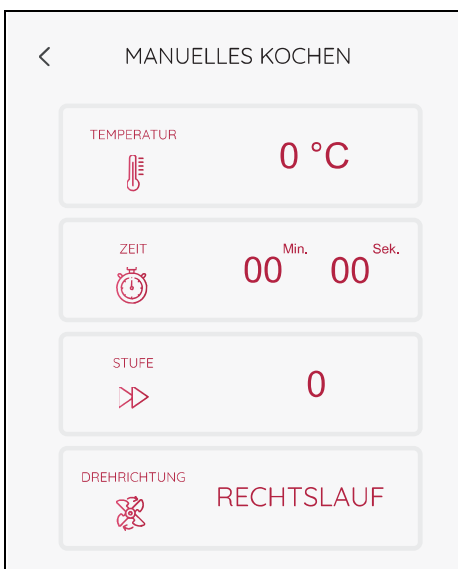 MANUELLES KOCHEN
TEMPERATUR
0 °C
ZEIT
00 Min. 00 Sek.
STUFE
0
DREHRICHTUNG
RECHTSLAUF